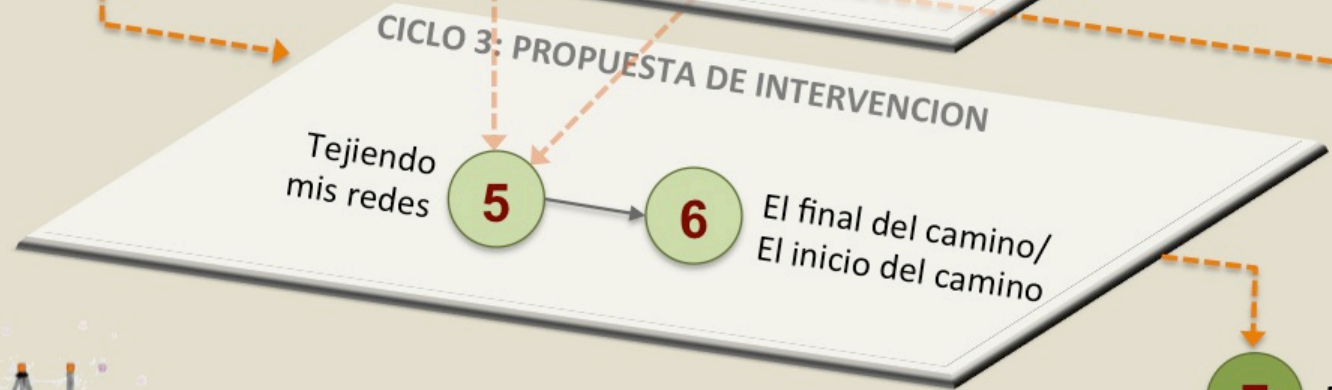 CICLO 3: PROPUESTA DE INTERVENCION
Tejiendo
mis redes
5
6
El final del camino/
El inicio del camino